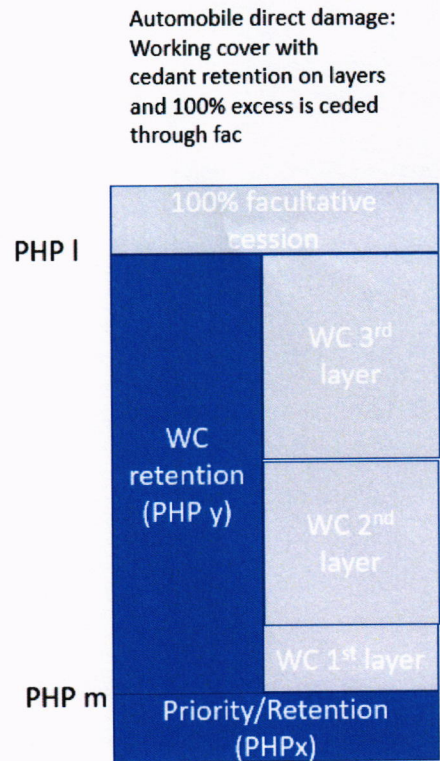 Automobile direct damage:
Working cover with
cedant retention on layers
and 100% excess is ceded
through fac
100% facultative
cession
PHP l
WC 3rd
layer
WC
retention
(PHP y)
WC 2nd
layer
WC 1st layer
PHP m
Priority/Retention
(PHPx)